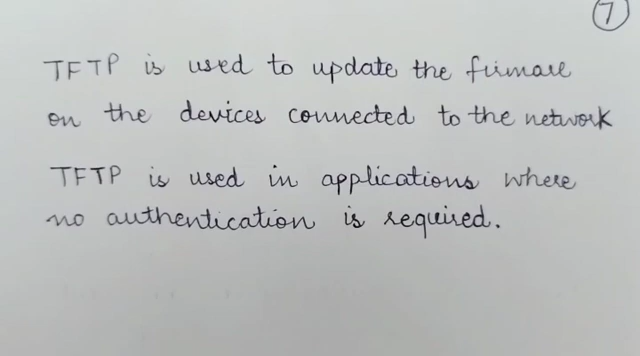 7
TFTP is used to update the firmare
on the devices connected to the network
TFTP is used in applications where
no authentication is required.